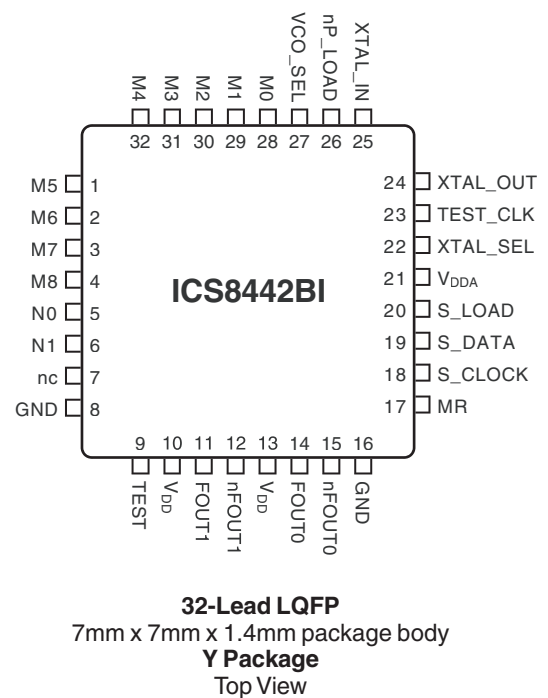 M4 M3 M2 M1 M0 VCO_SEL nP_LOAD XTAL_IN
32 31 30 29 28 27 26 25
M5 1
M6 2
M7 3
M8 4
N0 5
N1 6
nc 7
GND 8
ICS8442BI
24 XTAL_OUT
23 TEST_CLK
22 XTAL_SEL
21 VDDA
20 S_LOAD
19 S_DATA
18 S_CLOCK
17 MR
9 10 11 12 13 14 15 16
TEST VDD FOUT1 nFOUT1 VDD FOUT0 nFOUT0 GND
32-Lead LQFP
7mm x 7mm x 1.4mm package body
Y Package
Top View